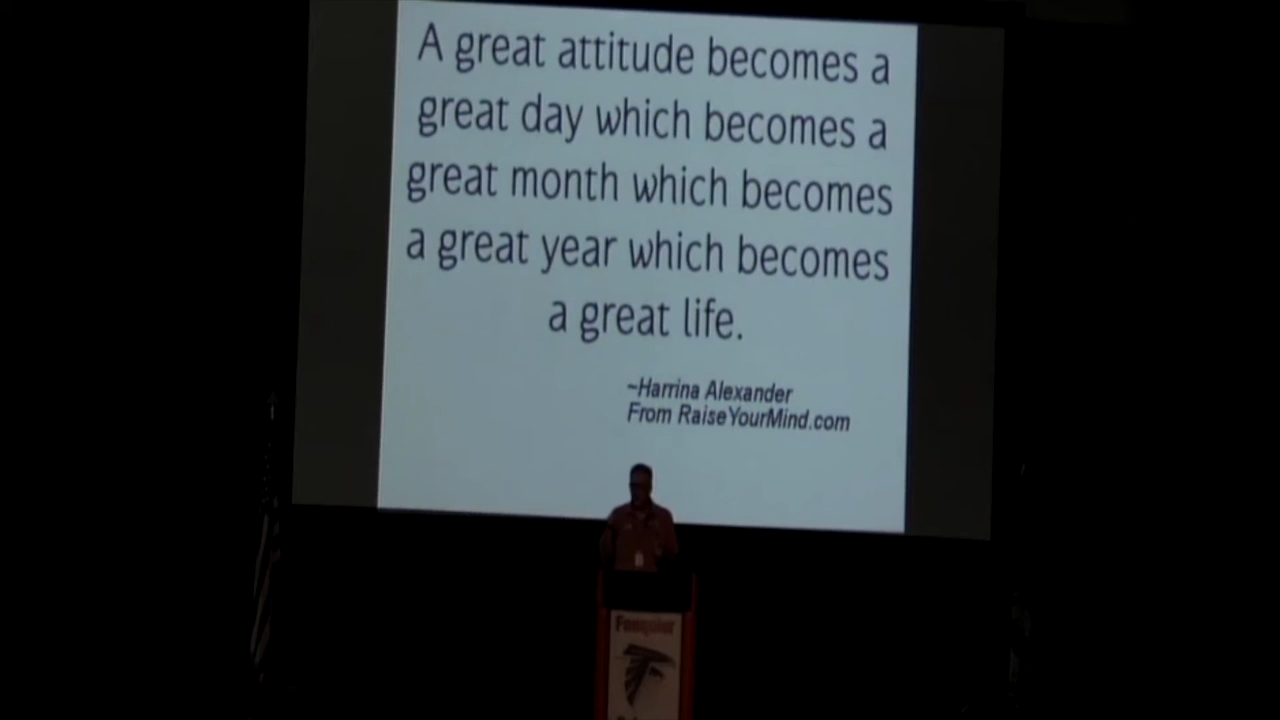 A great attitude becomes a
great day which becomes a
great month which becomes
a great year which becomes
a great life.
~Harrina Alexander
From RaiseYourMind.com
Fauquier